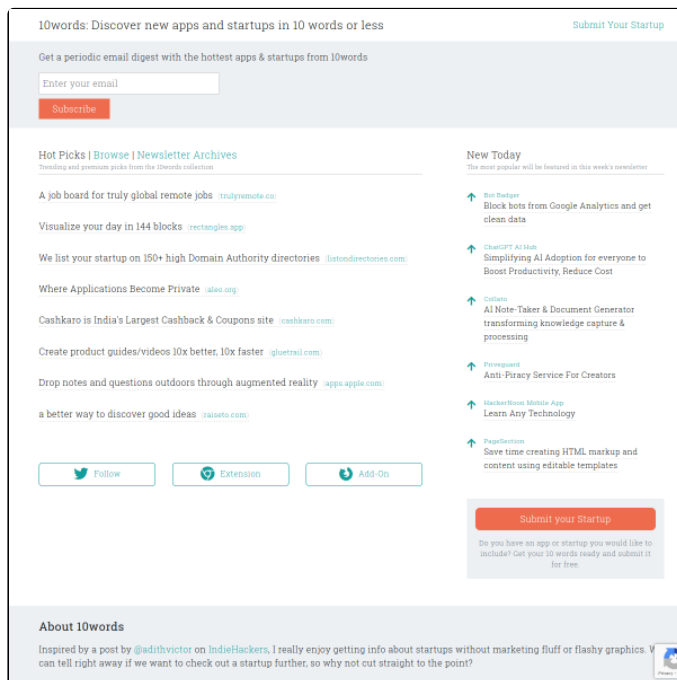 10words: Discover new apps and startups in 10 words or less
Submit Your Startup
Get a periodic email digest with the hottest apps & startups from 10words
Enter your email
Subscribe
Hot Picks | Browse | Newsletter Archives
Trending and premium picks from the 10words collection
A job board for truly global remote jobs (trulyremote.co)
Visualize your day in 144 blocks (rectangles.app)
We list your startup on 150+ high Domain Authority directories (listondirectories.com)
Where Applications Become Private (aleo.org)
Cashkaro is India's Largest Cashback & Coupons site (cashkaro.com)
Create product guides/videos 10x better, 10x faster (gluetrail.com)
Drop notes and questions outdoors through augmented reality (apps.apple.com)
a better way to discover good ideas (raiseto.com)
Follow
Extension
Add-On
New Today
The most popular will be featured in this week's newsletter
Bot Badger
Block bots from Google Analytics and get
clean data
ChatGPT AI Hub
Simplifying AI Adoption for everyone to
Boost Productivity, Reduce Cost
Collato
AI Note-Taker & Document Generator
transforming knowledge capture &
processing
Priveguard
Anti-Piracy Service For Creators
HackerNoon Mobile App
Learn Any Technology
PageSection
Save time creating HTML markup and
content using editable templates
Submit your Startup
Do you have an app or startup you would like to
include? Get your 10 words ready and submit it
for free.
About 10words
Inspired by a post by @adithvictor on IndieHackers, I really enjoy getting info about startups without marketing fluff or flashy graphics.
can tell right away if we want to check out a startup further, so why not cut straight to the point?
Privacy